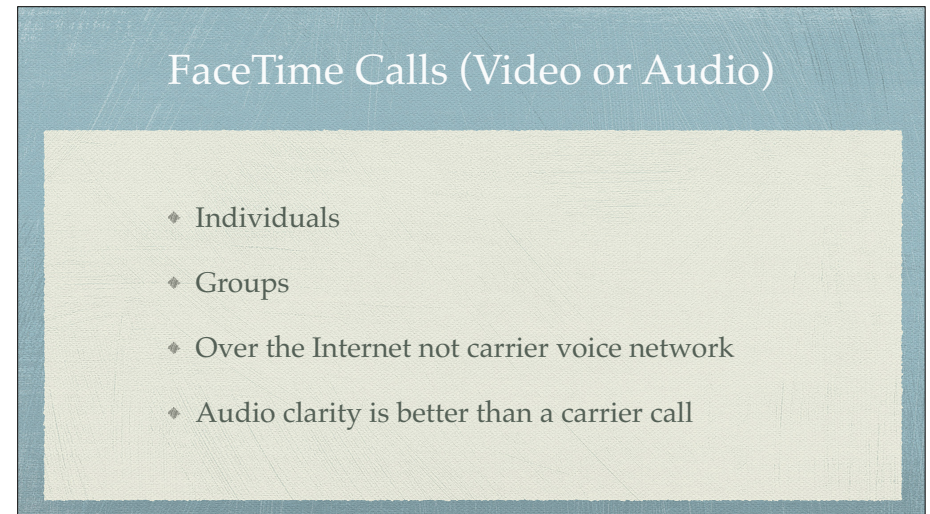 FaceTime Calls (Video or Audio)
Individuals
Groups
Over the Internet not carrier voice network
Audio clarity is better than a carrier call